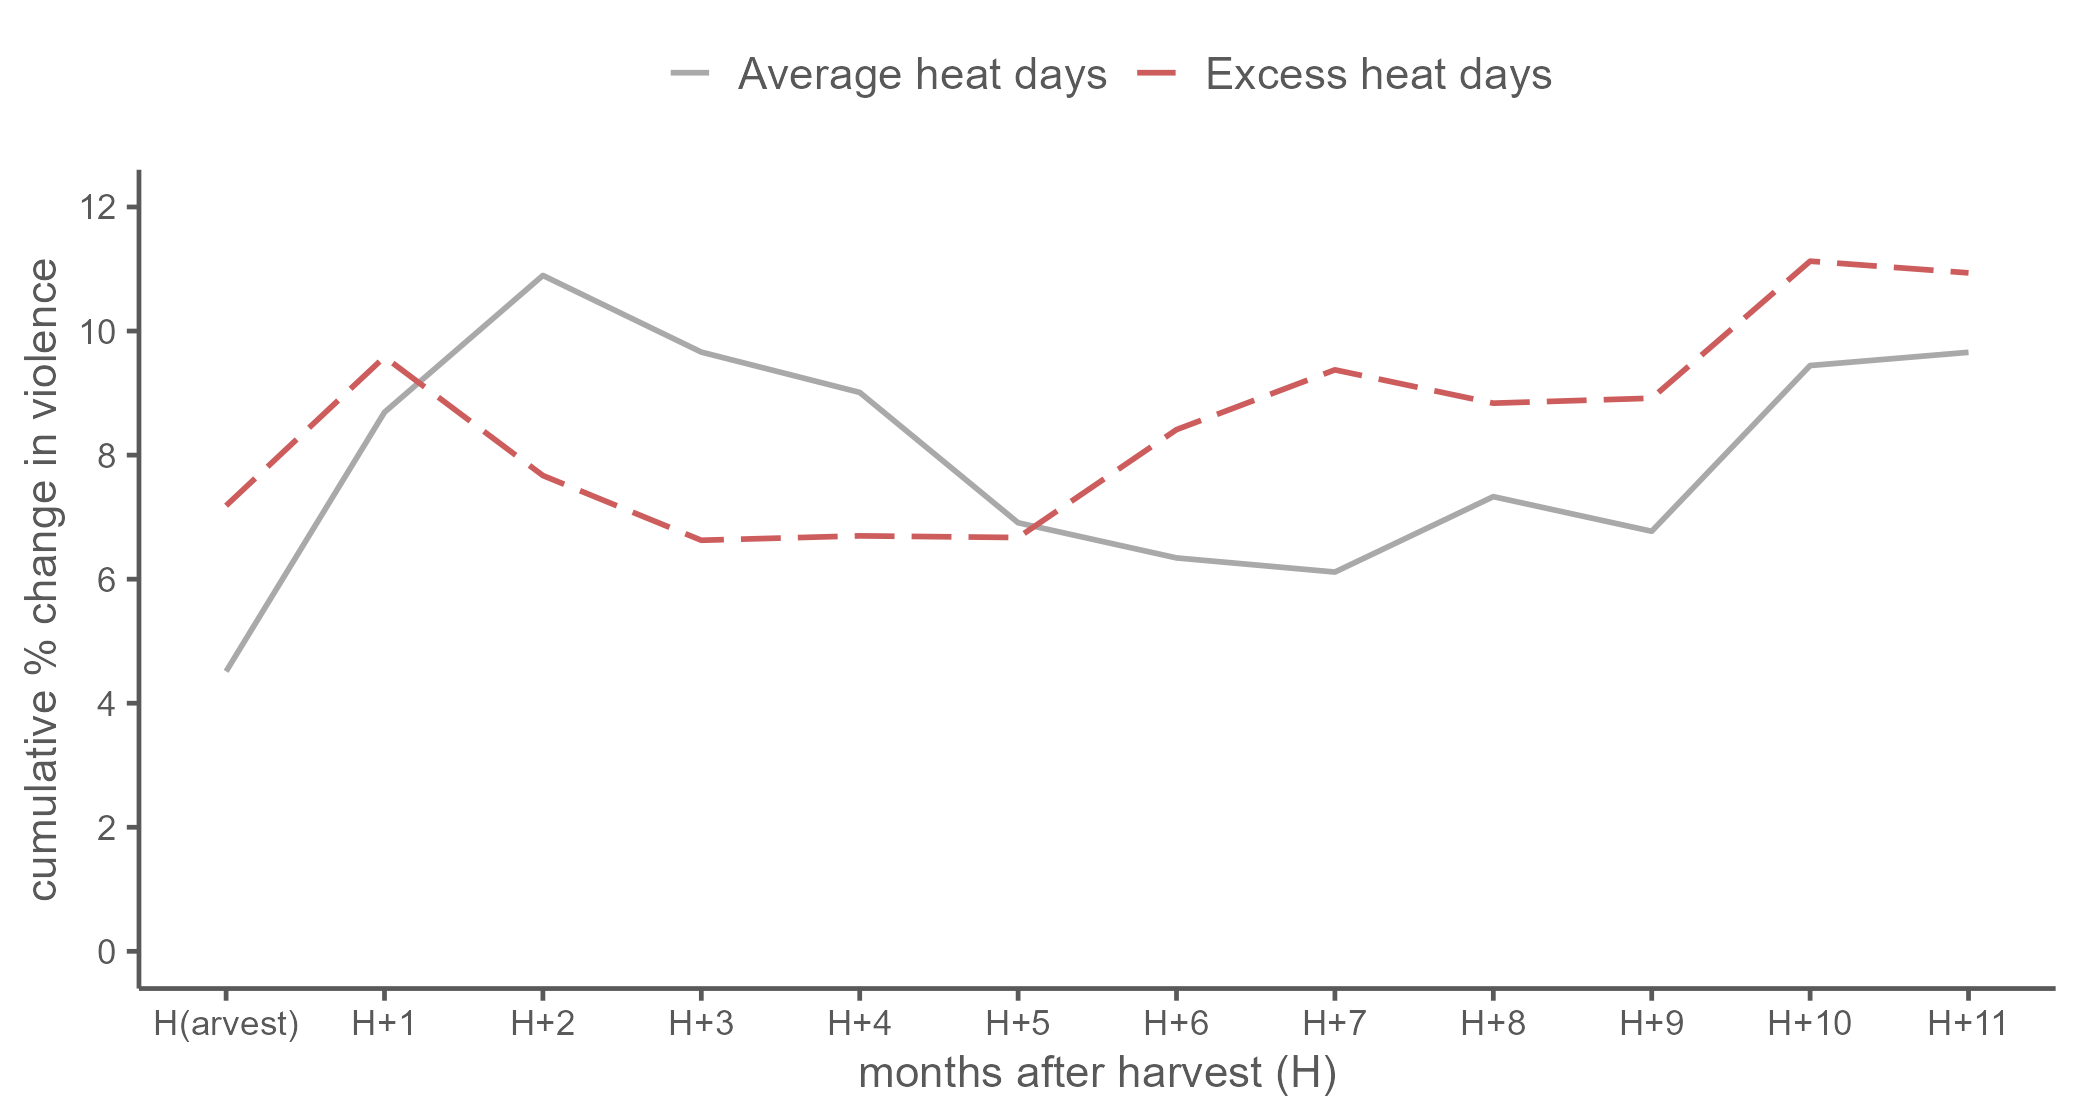 Average heat days Excess heat days
cumulative % change in violence
12
10
8
6
4
2
0
H(arvest) H+1 H+2 H+3 H+4 H+5 H+6 H+7 H+8 H+9 H+10 H+11
months after harvest (H)